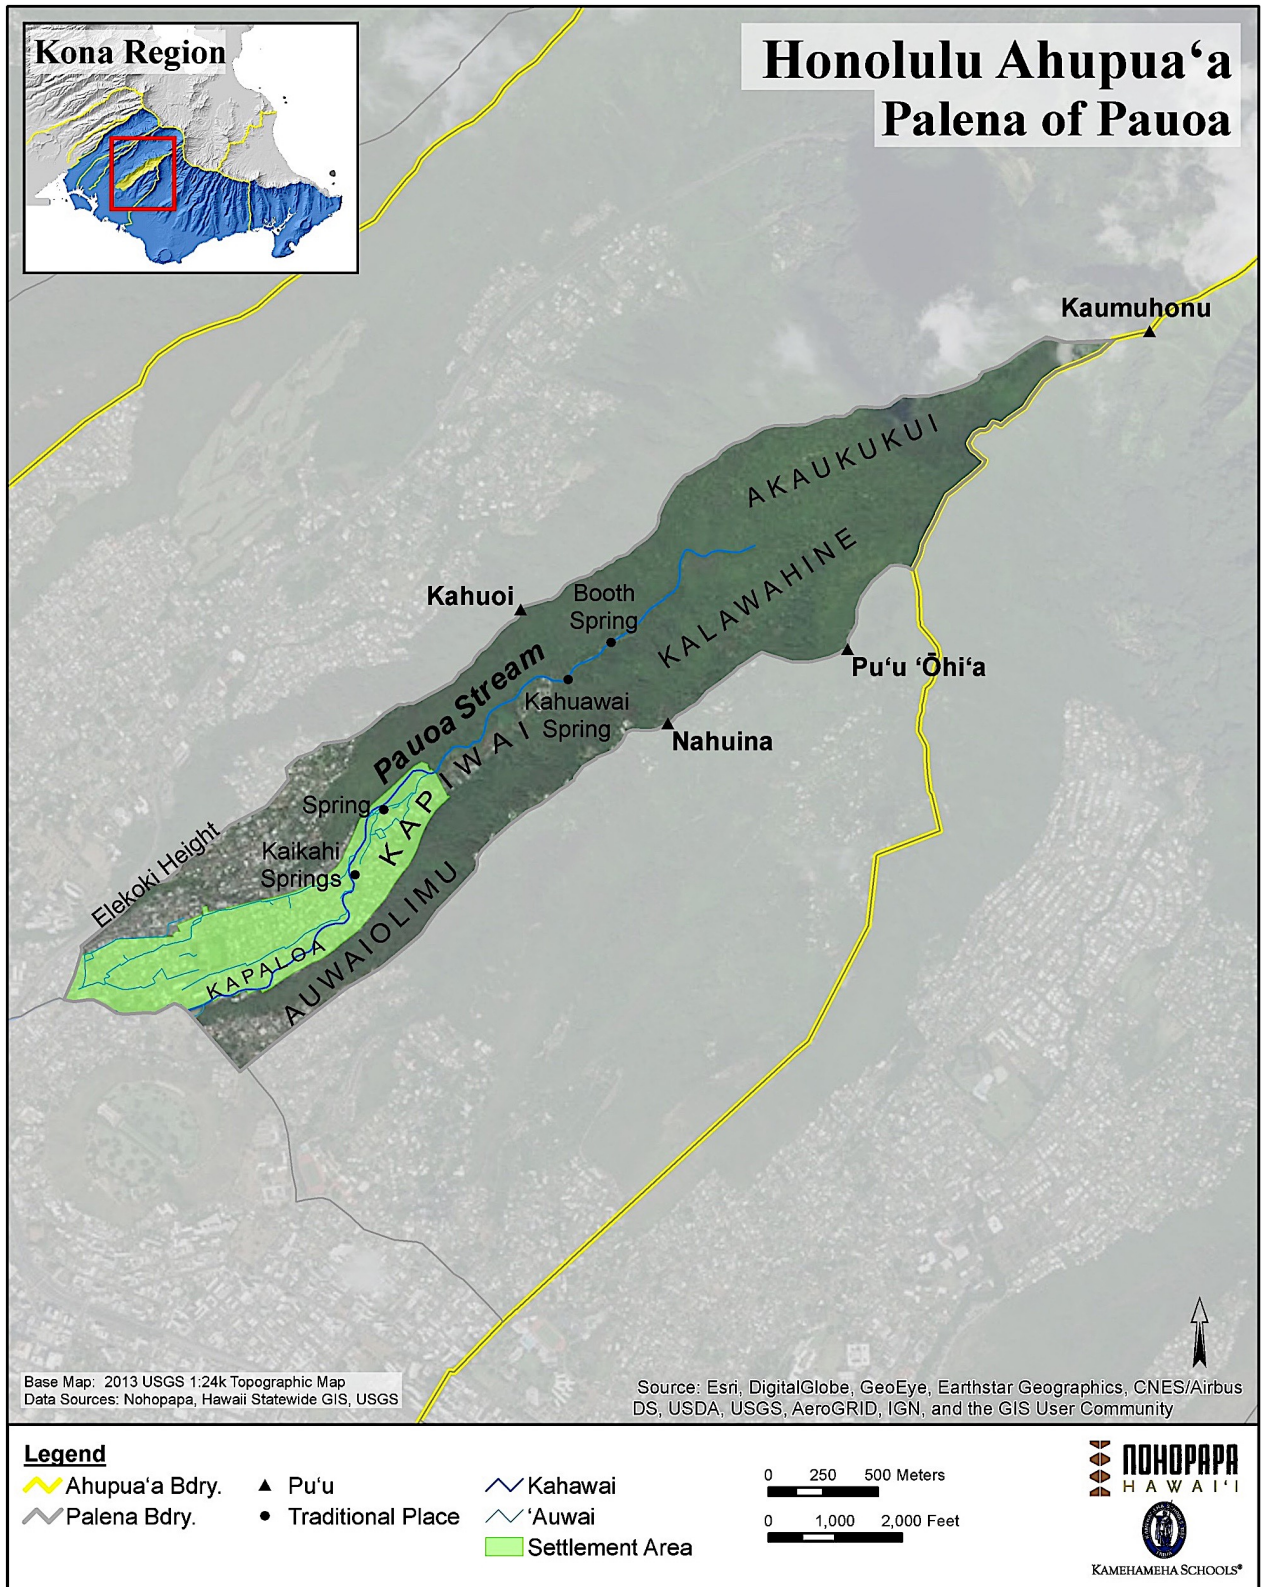 Kona Region
Honolulu Ahupuaʻa
Palena of Pauoa
Kaumuhonu
AKAUKUKUI
KALAWAHINE
Kahuoi
Booth
Spring
Puʻu ʻŌhiʻa
Pauoa Stream
Kahuawai
Spring
Nahuina
KAPIWAI
Spring
Kaikahi
Springs
Elekoki Height
KAPALOA
AUWAIOLIMU
Base Map: 2013 USGS 1:24k Topographic Map
Data Sources: Nohopapa, Hawaii Statewide GIS, USGS
Source: Esri, DigitalGlobe, GeoEye, Earthstar Geographics, CNES/Airbus
DS, USDA, USGS, AeroGRID, IGN, and the GIS User Community
Legend
Ahupuaʻa Bdry.
Palena Bdry.
Puʻu
Traditional Place
Kahawai
ʻAuwai
Settlement Area
0 250 500 Meters
0 1,000 2,000 Feet
NOHOPAPA
HAWAIʻI
KAMEHAMEHA SCHOOLS®